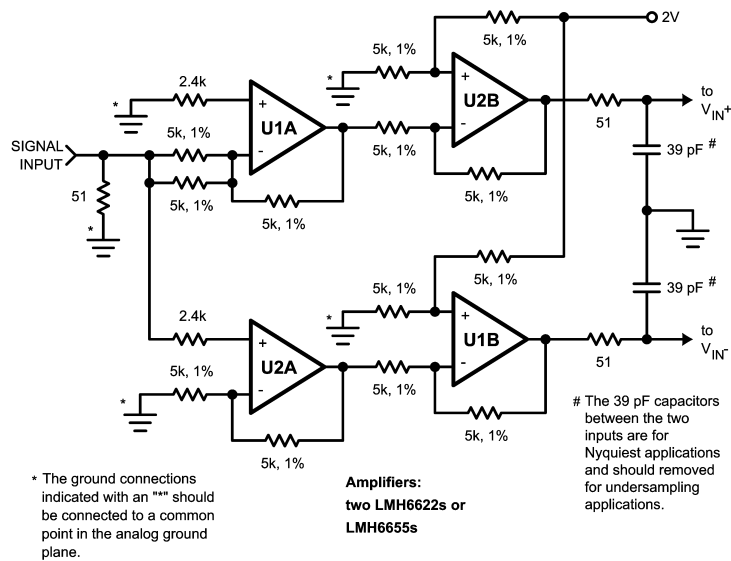 2V
5k, 1%
5k, 1%
*
to
V_IN+
2.4k
*
+
U2B
-
51
+
U1A
-
5k, 1%
39 pF #
SIGNAL
INPUT
5k, 1%
5k, 1%
5k, 1%
5k, 1%
51
*
5k, 1%
5k, 1%
*
39 pF #
2.4k
+
U1B
-
51
to
V_IN-
+
U2A
-
5k, 1%
*
5k, 1%
5k, 1%
5k, 1%
# The 39 pF capacitors
between the two
inputs are for
Nyquiest applications
and should removed
for undersampling
applications.
* The ground connections
indicated with an "*" should
be connected to a common
point in the analog ground
plane.
Amplifiers:
two LMH6622s or
LMH6655s